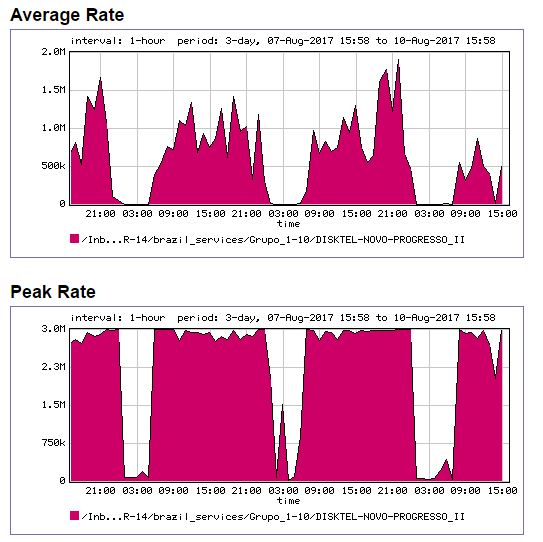 Average Rate
interval: 1-hour period: 3-day, 07-Aug-2017 15:58 to 10-Aug-2017 15:58
2.0M
1.5M
1.0M
500k
0
21:00 03:00 09:00 15:00 21:00 03:00 09:00 15:00 21:00 03:00 09:00 15:00
time
/Inb...R-14/brazil_services/Grupo_1-10/DISKTEL-NOVO-PROGRESSO_II
Peak Rate
interval: 1-hour period: 3-day, 07-Aug-2017 15:58 to 10-Aug-2017 15:58
3.0M
2.3M
1.5M
750k
0
21:00 03:00 09:00 15:00 21:00 03:00 09:00 15:00 21:00 03:00 09:00 15:00
time
/Inb...R-14/brazil_services/Grupo_1-10/DISKTEL-NOVO-PROGRESSO_II